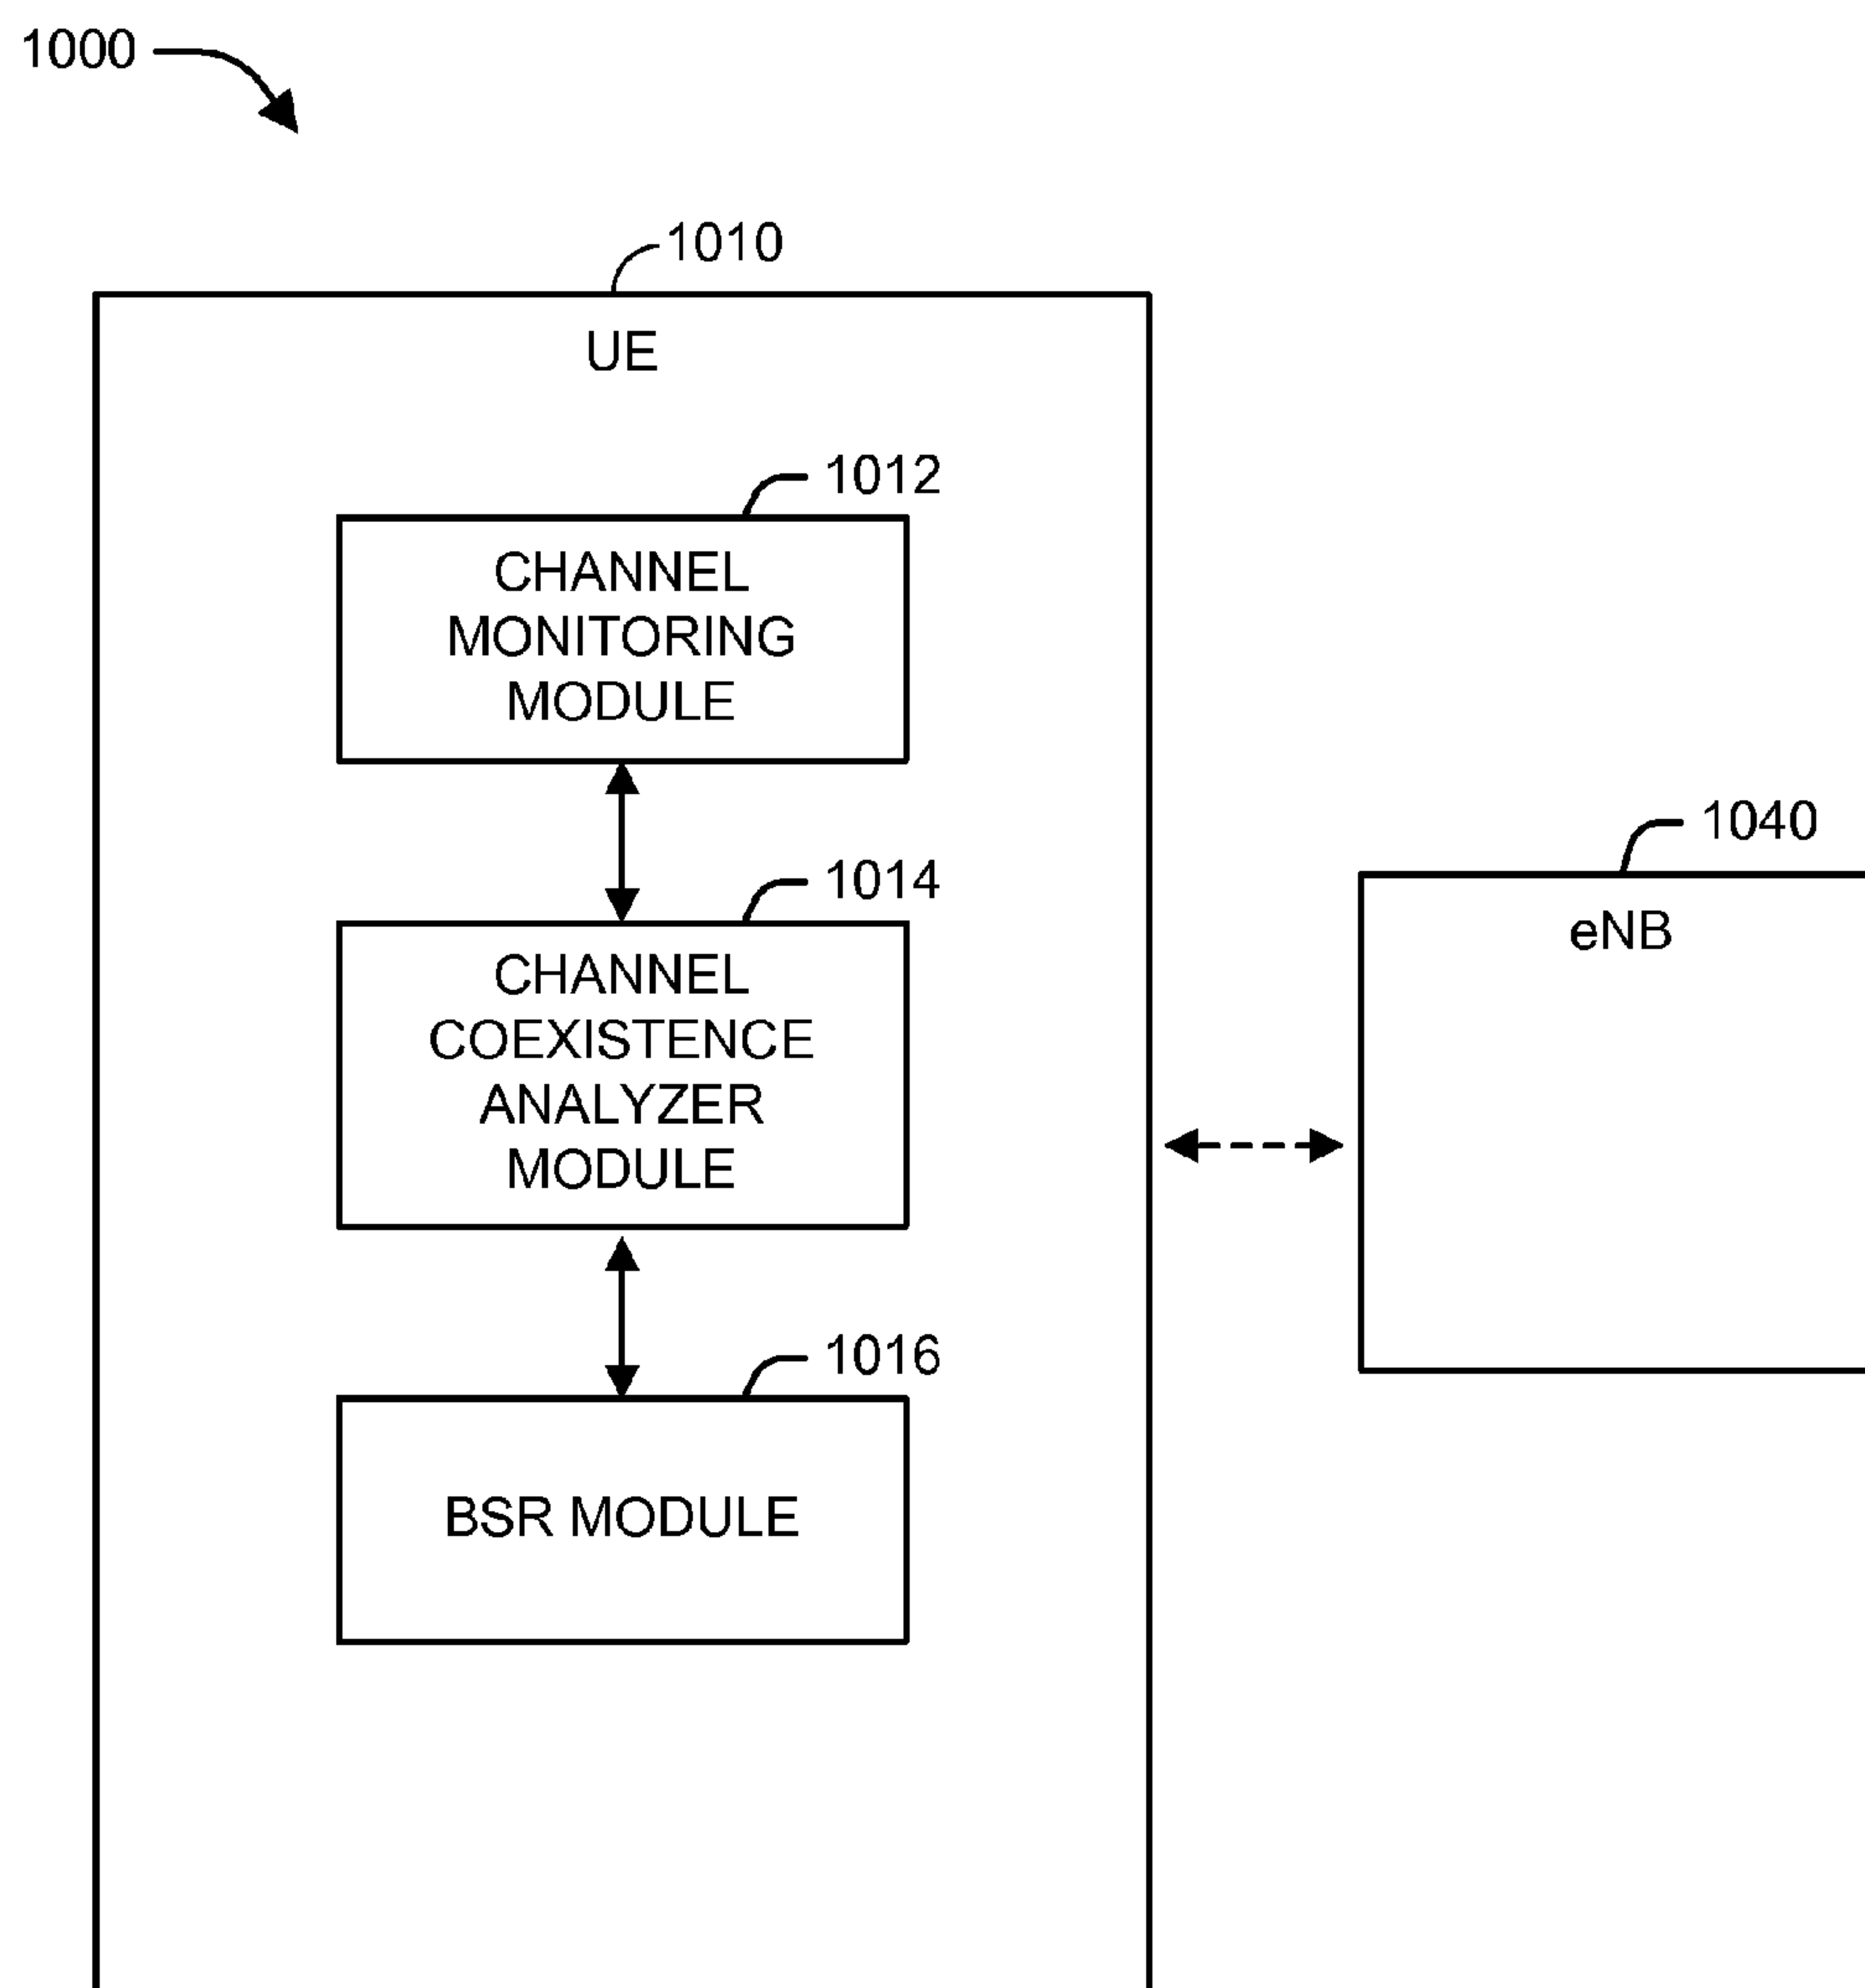 1000
1010
UE
1012
CHANNEL
MONITORING
MODULE
1014
CHANNEL
COEXISTENCE
ANALYZER
MODULE
1016
BSR MODULE
1040
eNB